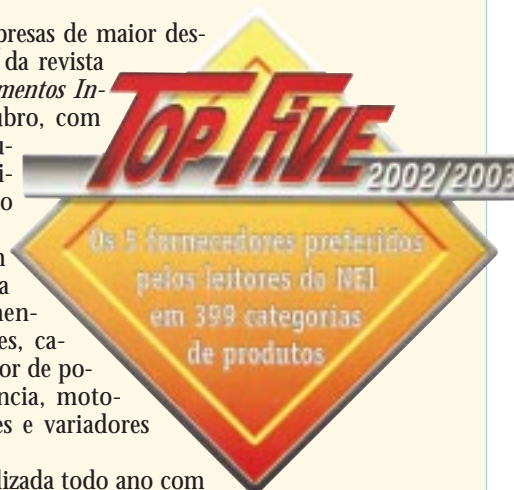 presas de maior des-
da revista
mentos In-
bro, com
u-
i-
o
n
a
en-
es, ca-
or de po-
ncia, moto-
es e variadores
lizada todo ano com
TOP FIVE
2002/2003
Os 5 fornecedores preferidos
pelos leitores do NEI
em 399 categorias
de produtos